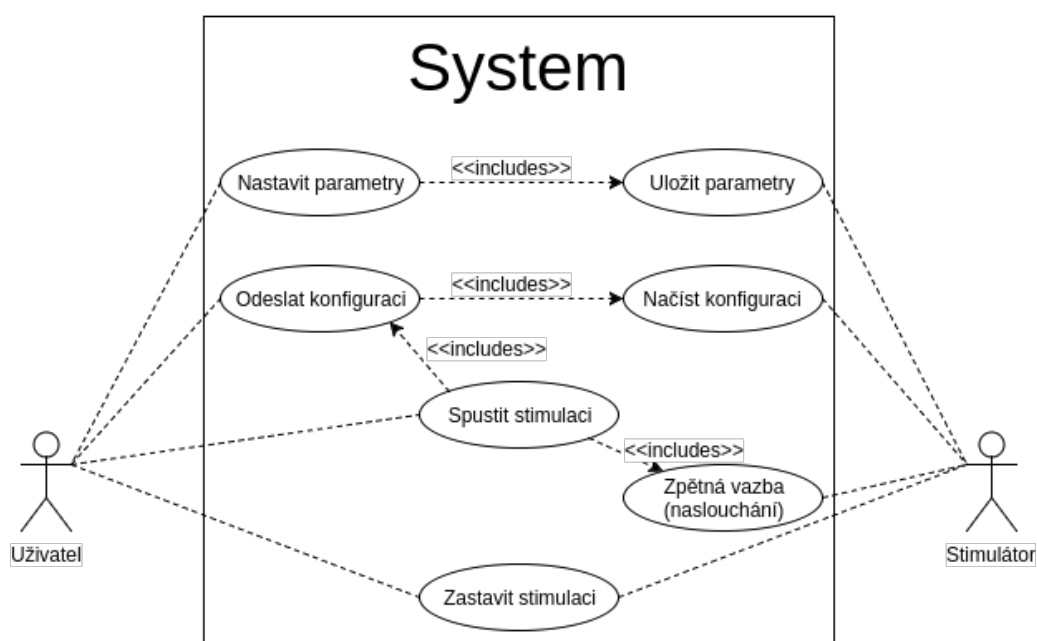 System
Nastavit parametry
<<includes>>
Uložit parametry
Odeslat konfiguraci
<<includes>>
Načíst konfiguraci
<<includes>>
Spustit stimulaci
<<includes>>
Zpětná vazba
(naslouchání)
Uživatel
Stimulátor
Zastavit stimulaci